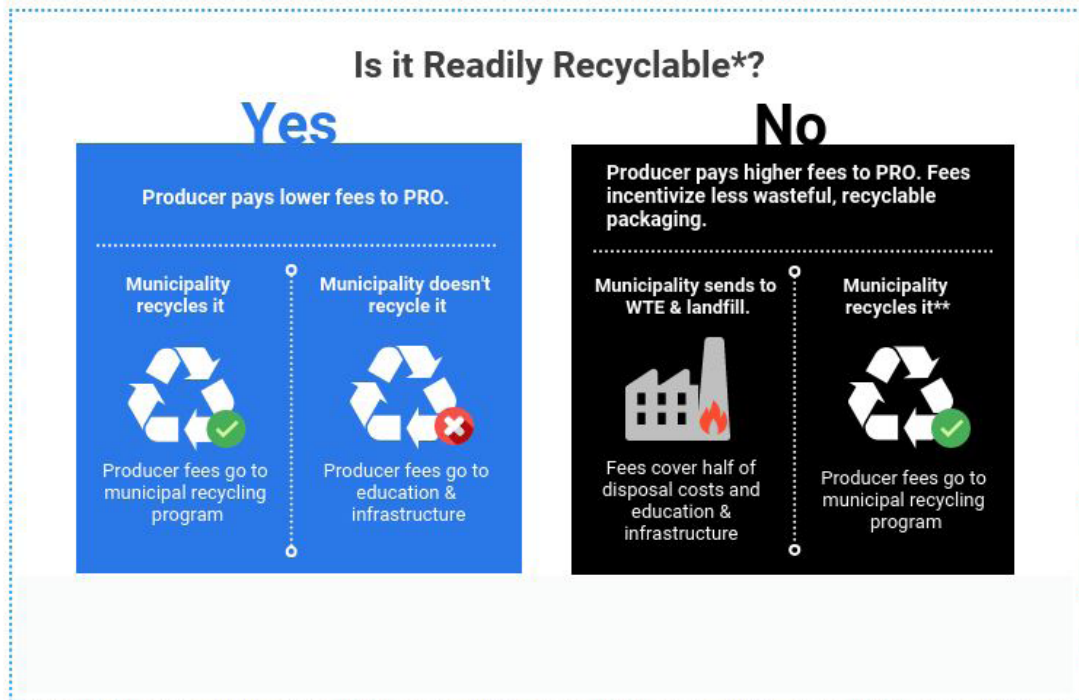 Is it Readily Recyclable*?
Yes
Producer pays lower fees to PRO.
Municipality
recycles it
Producer fees go to
municipal recycling
program
Municipality doesn't
recycle it
Producer fees go to
education &
infrastructure
No
Producer pays higher fees to PRO. Fees
incentivize less wasteful, recyclable
packaging.
Municipality sends to
WTE & landfill.
Fees cover half of
disposal costs and
education &
infrastructure
Municipality
recycles it**
Producer fees go to
municipal recycling
program